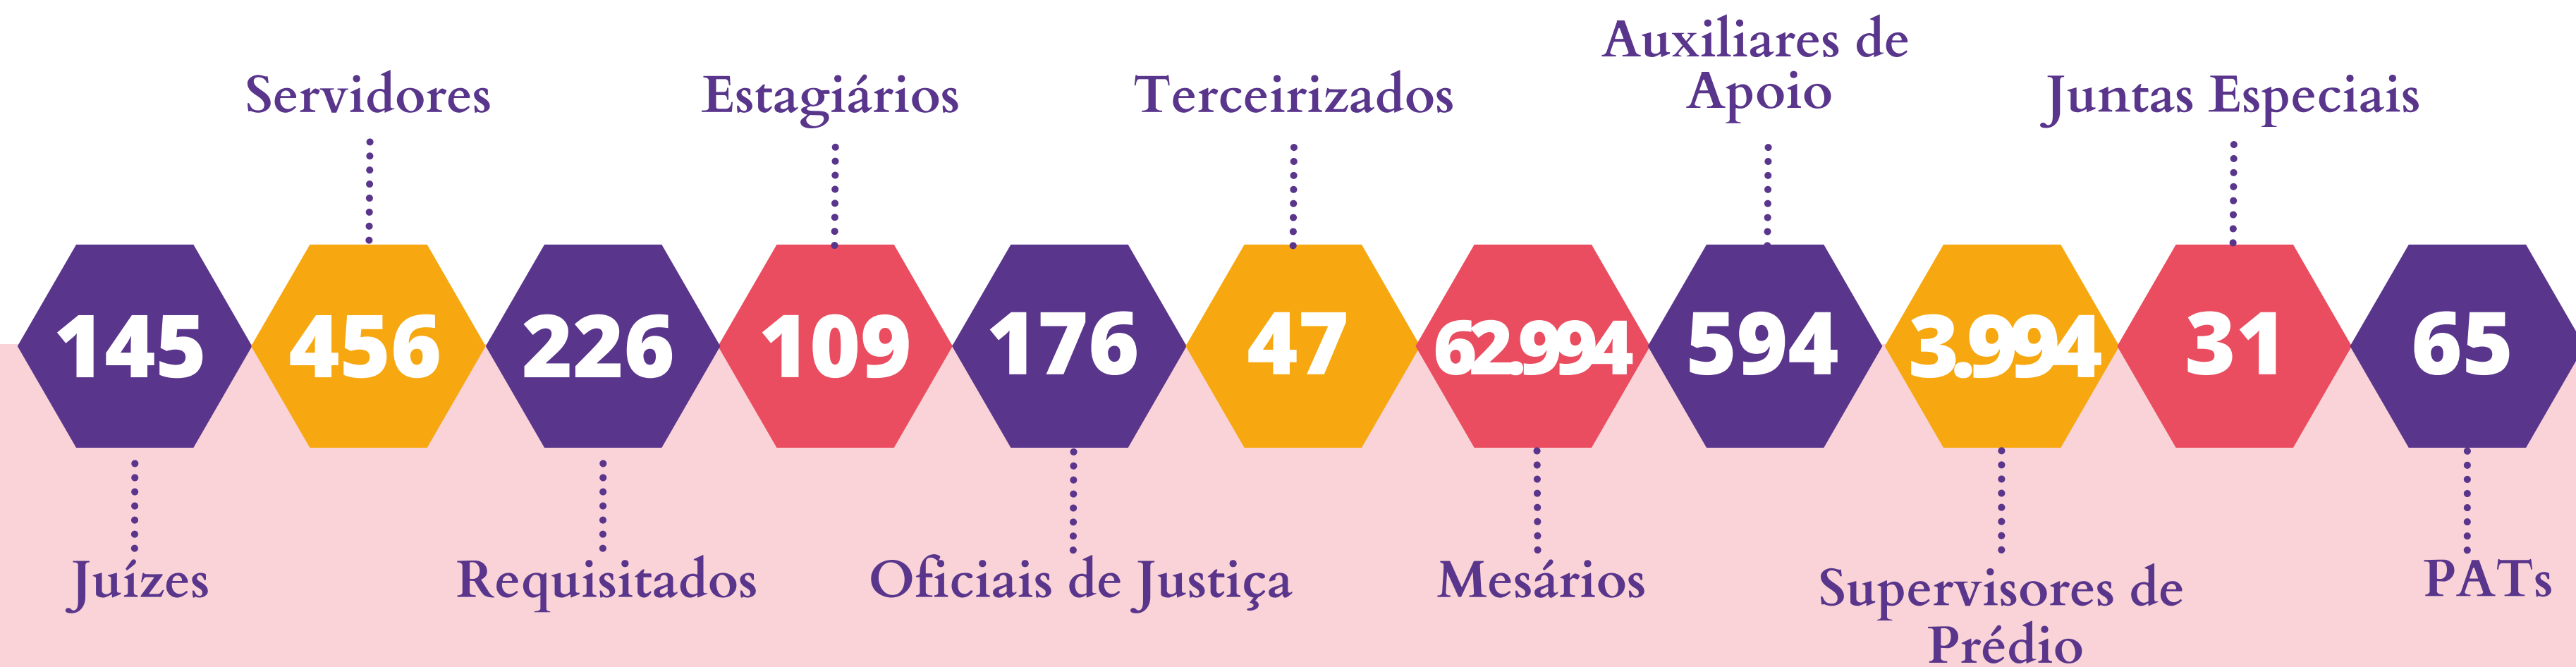 Auxiliares de
Apoio
Servidores
Estagiários
Terceirizados
Juntas Especiais
145
456
226
109
176
47
62.994
594
3.994
31
65
Juízes
Requisitados
Oficiais de Justiça
Mesários
Supervisores de
Prédio
PATs